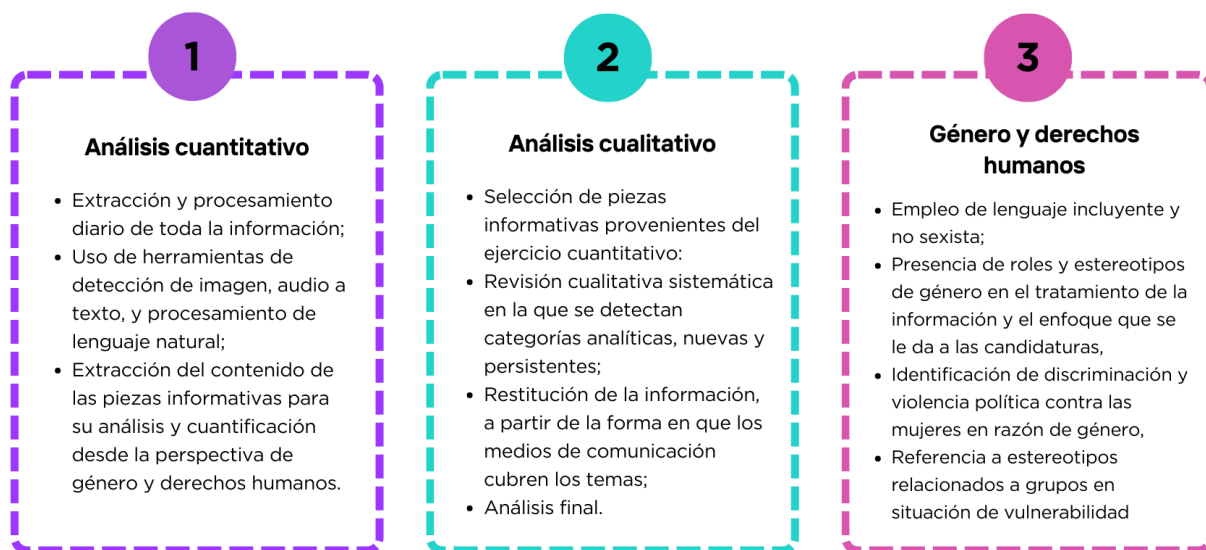 1
Análisis cuantitativo
• Extracción y procesamiento
diario de toda la información;
• Uso de herramientas de
detección de imagen, audio a
texto, y procesamiento de
lenguaje natural;
• Extracción del contenido de
las piezas informativas para
su análisis y cuantificación
desde la perspectiva de
género y derechos humanos.
2
Análisis cualitativo
• Selección de piezas
informativas provenientes del
ejercicio cuantitativo:
• Revisión cualitativa sistemática
en la que se detectan
categorías analíticas, nuevas y
persistentes;
• Restitución de la información,
a partir de la forma en que los
medios de comunicación
cubren los temas;
• Análisis final.
3
Género y derechos
humanos
• Empleo de lenguaje incluyente y
no sexista;
• Presencia de roles y estereotipos
de género en el tratamiento de la
información y el enfoque que se
le da a las candidaturas,
• Identificación de discriminación y
violencia política contra las
mujeres en razón de género,
• Referencia a estereotipos
relacionados a grupos en
situación de vulnerabilidad